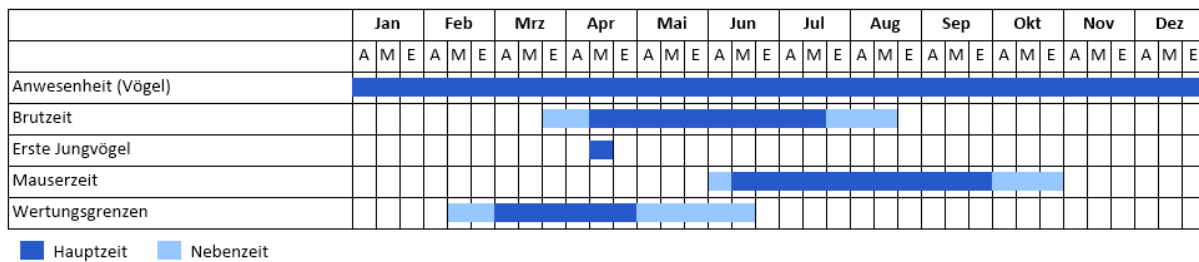 Jan Feb Mrz Apr Mai Jun Jul Aug Sep Okt Nov Dez
A M E A M E A M E A M E A M E A M E A M E A M E A M E A M E A M E A M E
Anwesenheit (Vögel)
Brutzeit
Erste Jungvögel
Mauserzeit
Wertungsgrenzen
Hauptzeit Nebenzeit